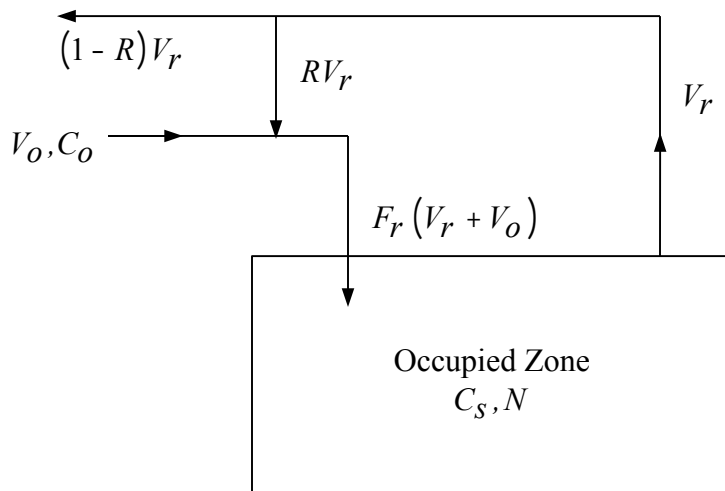 (1 - R)V_r
RV_r
V_r
V_o, C_o
F_r (V_r + V_o)
Occupied Zone
C_s, N